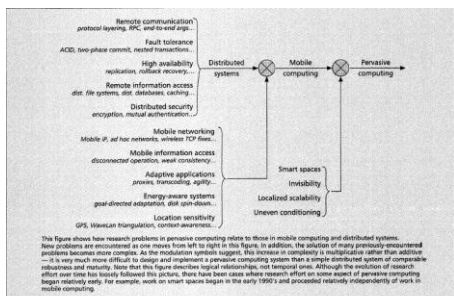 Remote communication
protocol layering, RPC, end-to-end args...
Fault tolerance
ACID, two-phase commit, nested transactions...
High availability
replication, rollback recovery,...
Remote information access
dist. file systems, dist. databases, caching...
Distributed security
encryption, mutual authentication...
Distributed systems
Mobile computing
Pervasive computing
Mobile networking
Mobile IP, ad hoc networks, wireless TCP fixes...
Mobile information access
disconnected operation, weak consistency...
Adaptive applications
proxies, transcoding, agility...
Energy-aware systems
goal-directed adaptation, disk spin-down...
Location sensitivity
GPS, WaveLan triangulation, context-awareness...
Smart spaces
Invisibility
Localized scalability
Uneven conditioning
This figure shows how research problems in pervasive computing relate to those in mobile computing and distributed systems.
New problems are encountered as one moves from left to right in this figure, in addition, the solution of many previously-encountered
problems becomes more complex. As the modulation symbols suggest, this increase in complexity is multiplicative rather than additive
— it is very much more difficult to design and implement a pervasive computing system than a simple distributed system of comparable
robustness and maturity. Note that this figure describes logical relationships, not temporal ones. Although the evolution of research
effort over time has loosely followed this picture, there have been cases where research effort on some aspect of pervasive computing
began relatively early. For example, work on smart spaces began in the early 1990's and proceeded relatively independently of work in
mobile computing.